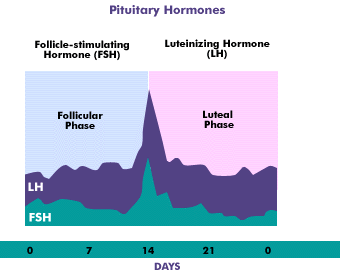 Pituitary Hormones
Follicle-stimulating
Hormone (FSH)
Luteinizing Hormone
(LH)
Follicular
Phase
Luteal
Phase
LH
FSH
0 7 14 21 0
DAYS